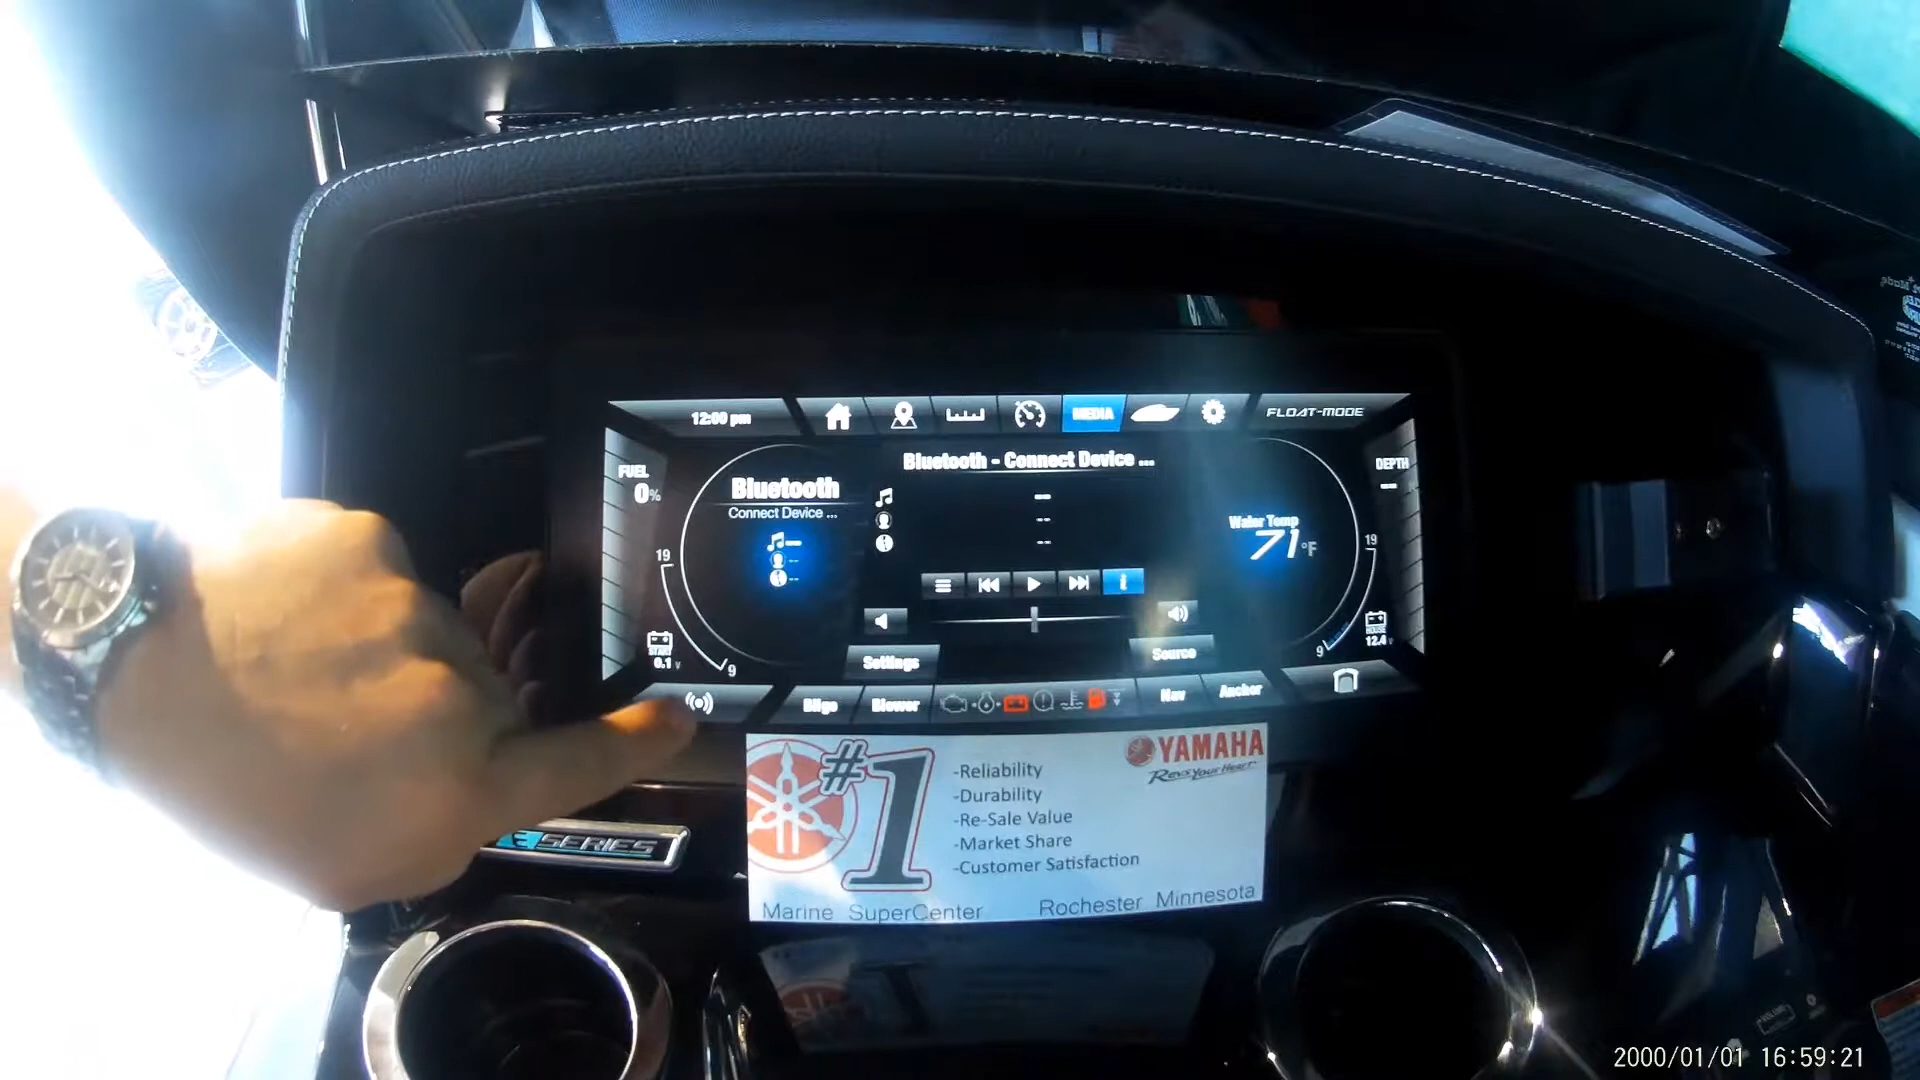 12:00 pm
MEDIA
FLOAT-MODE
FUEL
0%
Bluetooth
Connect Device ...
Bluetooth - Connect Device ...
DEPTH
--
Water Temp
71°F
19
19
9
9
START
0.1 V
HOUSE
12.4 V
Settings
Source
Bilge
Blower
Nav
Anchor
E SERIES
#1
-Reliability
-Durability
-Re-Sale Value
-Market Share
-Customer Satisfaction
YAMAHA
Revs Your Heart
Marine SuperCenter Rochester Minnesota
2000/01/01 16:59:21